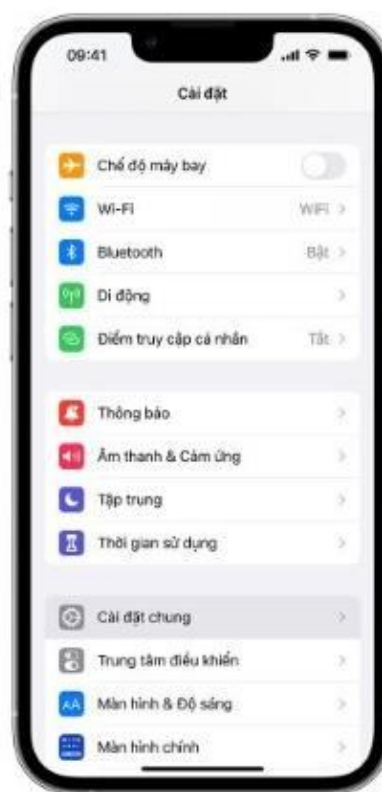 09:41
Cài đặt
Chế độ máy bay
Wi-Fi WiFi
Bluetooth Bật
Di động
Điểm truy cập cá nhân Tắt
Thông báo
Âm thanh & Cảm ứng
Tập trung
Thời gian sử dụng
Cài đặt chung
Trung tâm điều khiển
AA Màn hình & Độ sáng
Màn hình chính